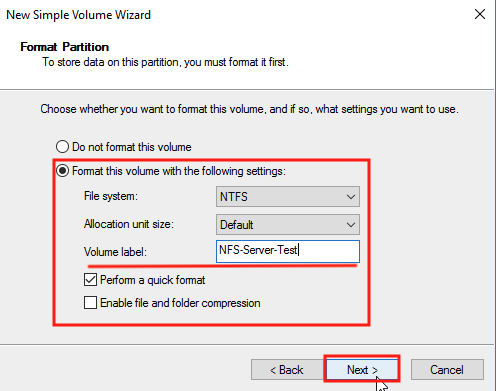 New Simple Volume Wizard
Format Partition
To store data on this partition, you must format it first.
Choose whether you want to format this volume, and if so, what settings you want to use.
Do not format this volume
Format this volume with the following settings:
File system: NTFS
Allocation unit size: Default
Volume label: NFS-Server-Test
Perform a quick format
Enable file and folder compression
< Back Next > Cancel